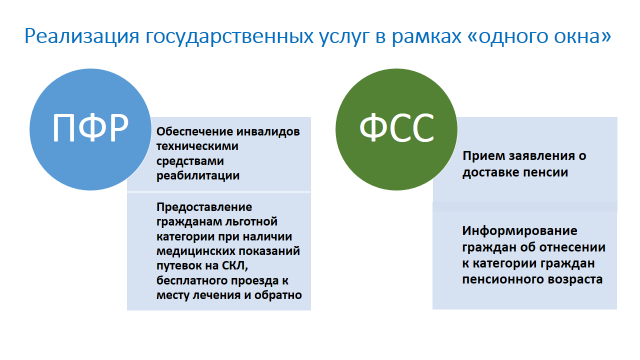 Реализация государственных услуг в рамках «одного окна»
ПФР
Обеспечение инвалидов
техническими
средствами
реабилитации
Предоставление
гражданам льготной
категории при наличии
медицинских показаний
путевок на СКЛ,
бесплатного проезда к
месту лечения и обратно
ФСС
Прием заявления о
доставке пенсии
Информирование
граждан об отнесении
к категории граждан
пенсионного возраста